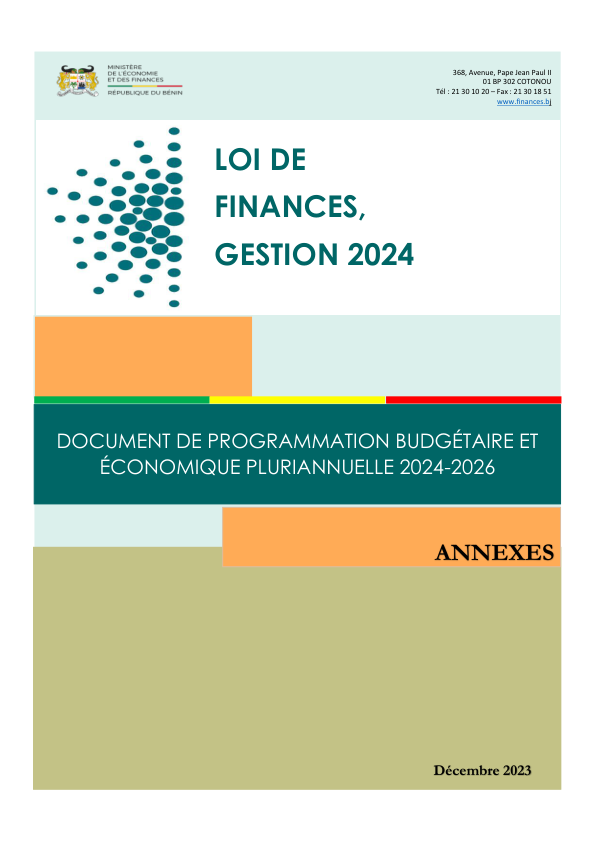 MINISTÈRE
DE L'ÉCONOMIE
ET DES FINANCES
RÉPUBLIQUE DU BÉNIN
368, Avenue, Pape Jean Paul II
01 BP 302 COTONOU
Tél : 21 30 10 20 – Fax : 21 30 18 51
www.finances.bj
LOI DE
FINANCES,
GESTION 2024
DOCUMENT DE PROGRAMMATION BUDGÉTAIRE ET
ÉCONOMIQUE PLURIANNUELLE 2024-2026
ANNEXES
Décembre 2023